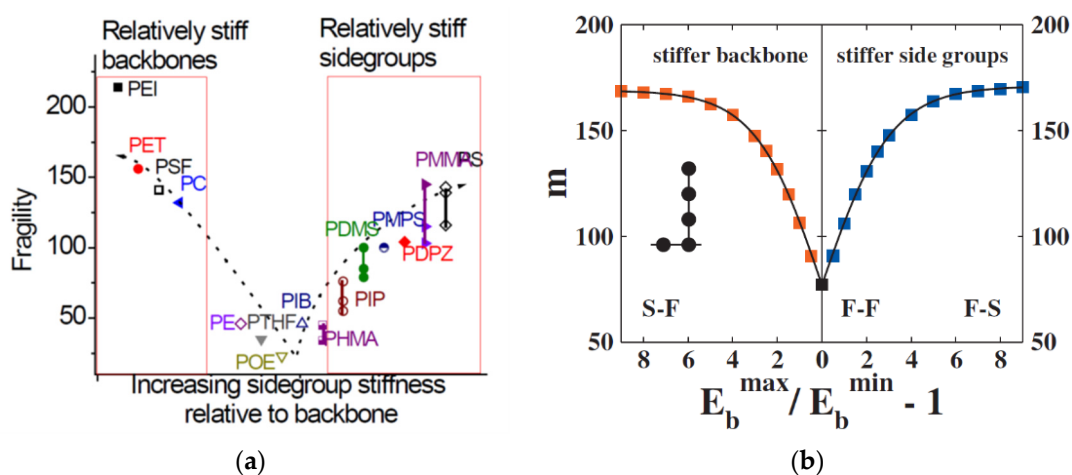 Relatively stiff
backbones
Relatively stiff
sidegroups
Fragility
200
150
100
50
PEI
PET
PSF
PC
PE
PTHF
POE
PIB
PHMA
PIP
PDMS
PMPS
PDPZ
PMMA
PS
Increasing sidegroup stiffness
relative to backbone
(a)
200
150
100
50
m
stiffer backbone
stiffer side groups
200
150
100
50
S-F
F-F
F-S
8 6 4 2 0 2 4 6 8
E_b^max / E_b^min - 1
(b)